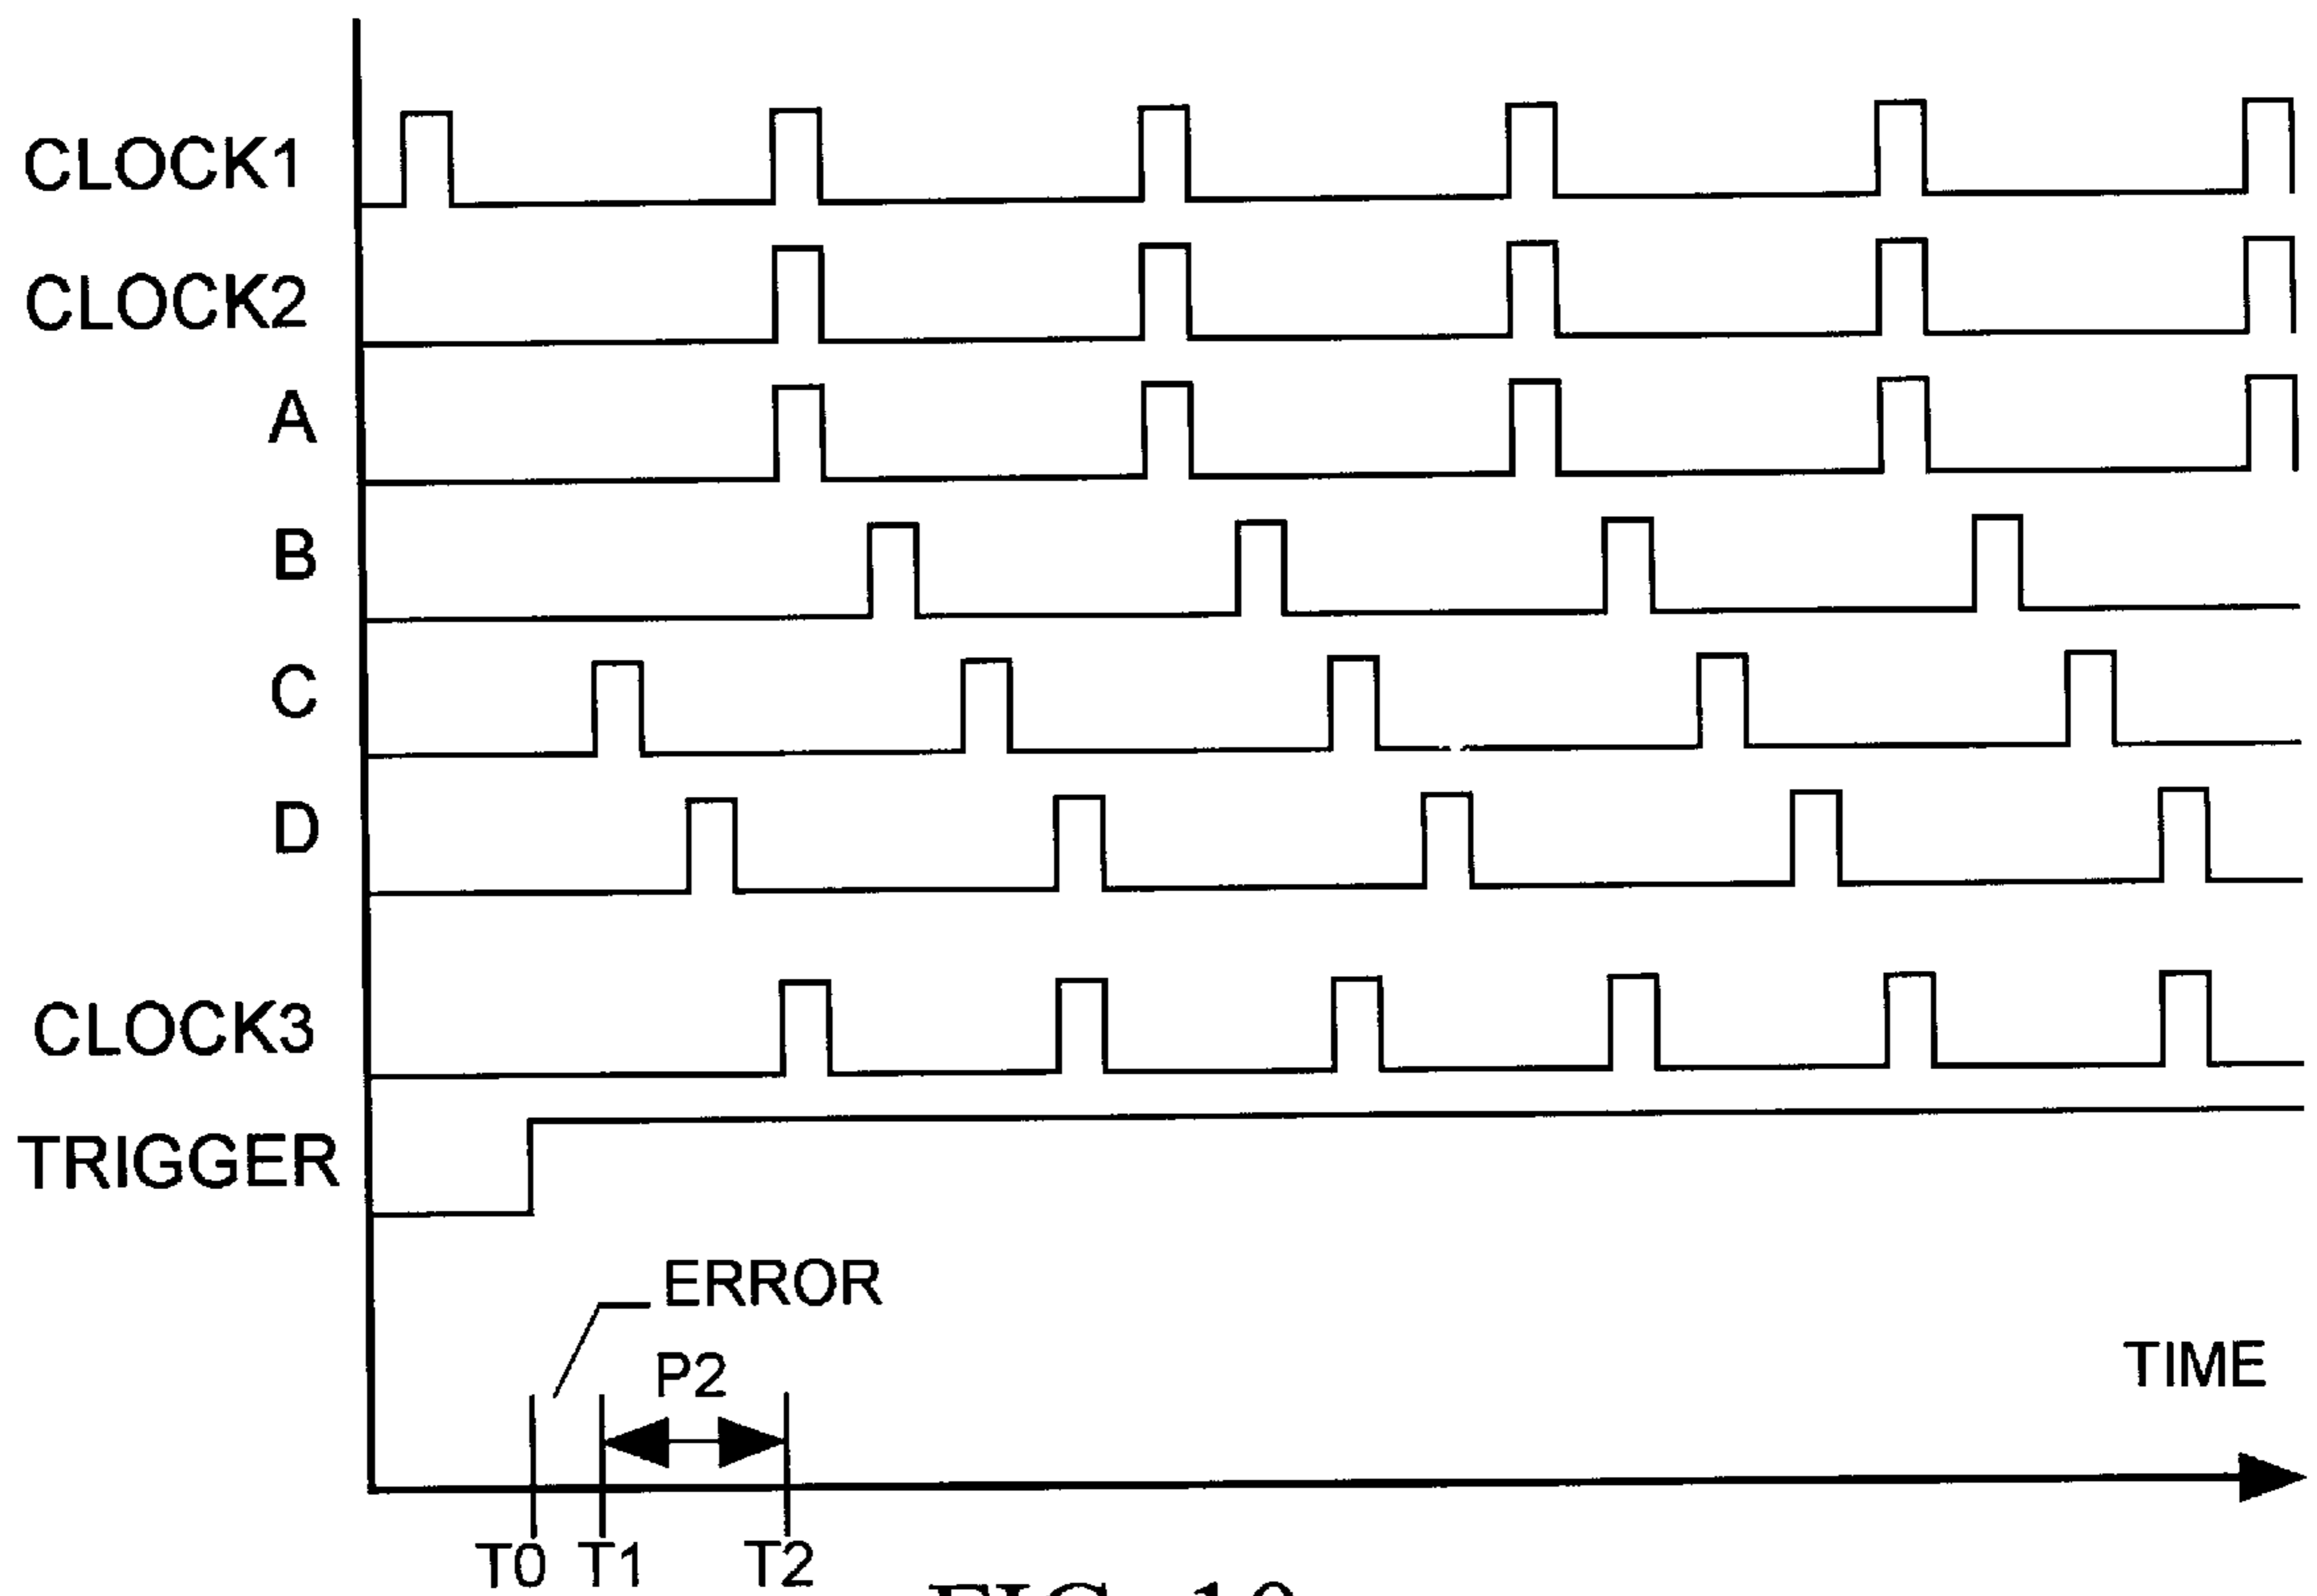 CLOCK1
CLOCK2
A
B
C
D
CLOCK3
TRIGGER
ERROR
P2
TIME
T0 T1 T2